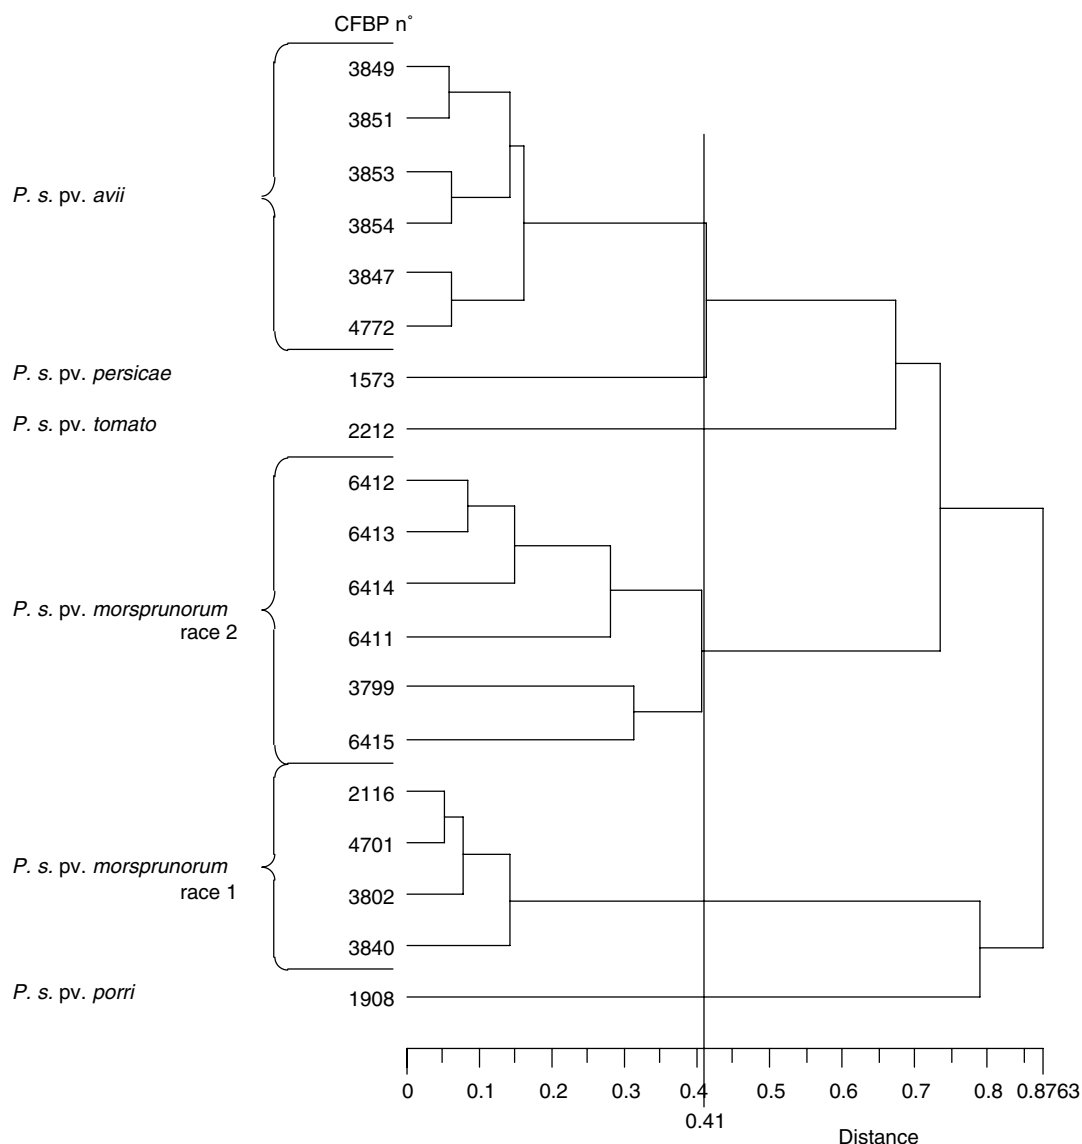 CFBP n°
3849
3851
3853
P. s. pv. avii
3854
3847
4772
P. s. pv. persicae
1573
P. s. pv. tomato
2212
6412
6413
6414
P. s. pv. morsprunorum
race 2
6411
3799
6415
2116
4701
P. s. pv. morsprunorum
race 1
3802
3840
P. s. pv. porri
1908
0 0.1 0.2 0.3 0.4 0.5 0.6 0.7 0.8 0.8763
0.41
Distance